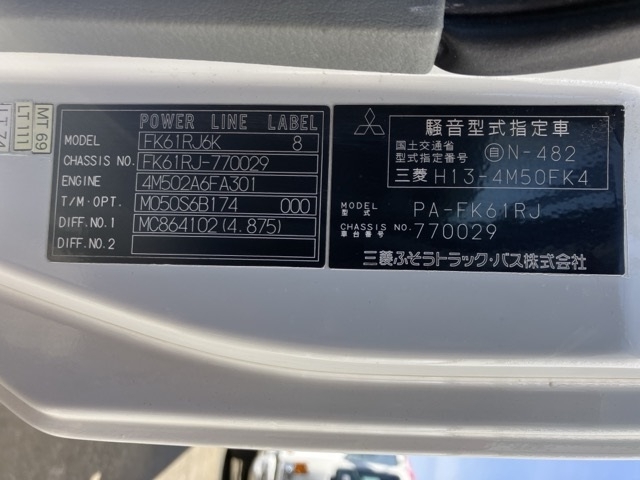 POWER LINE LABEL
MODEL FK61RJ6K 8
CHASSIS NO. FK61RJ-770029
ENGINE 4M502A6FA301
T/M·OPT. M050S6B174 000
DIFF.NO.1 MC864102(4.875)
DIFF.NO.2
騒音型式指定車
国土交通省
型式指定番号 自N-482
三菱 H13-4M50FK4
MODEL
型式 PA-FK61RJ
CHASSIS NO.
車台番号 770029
三菱ふそうトラック・バス株式会社
MT 69
LT 111
LT 74